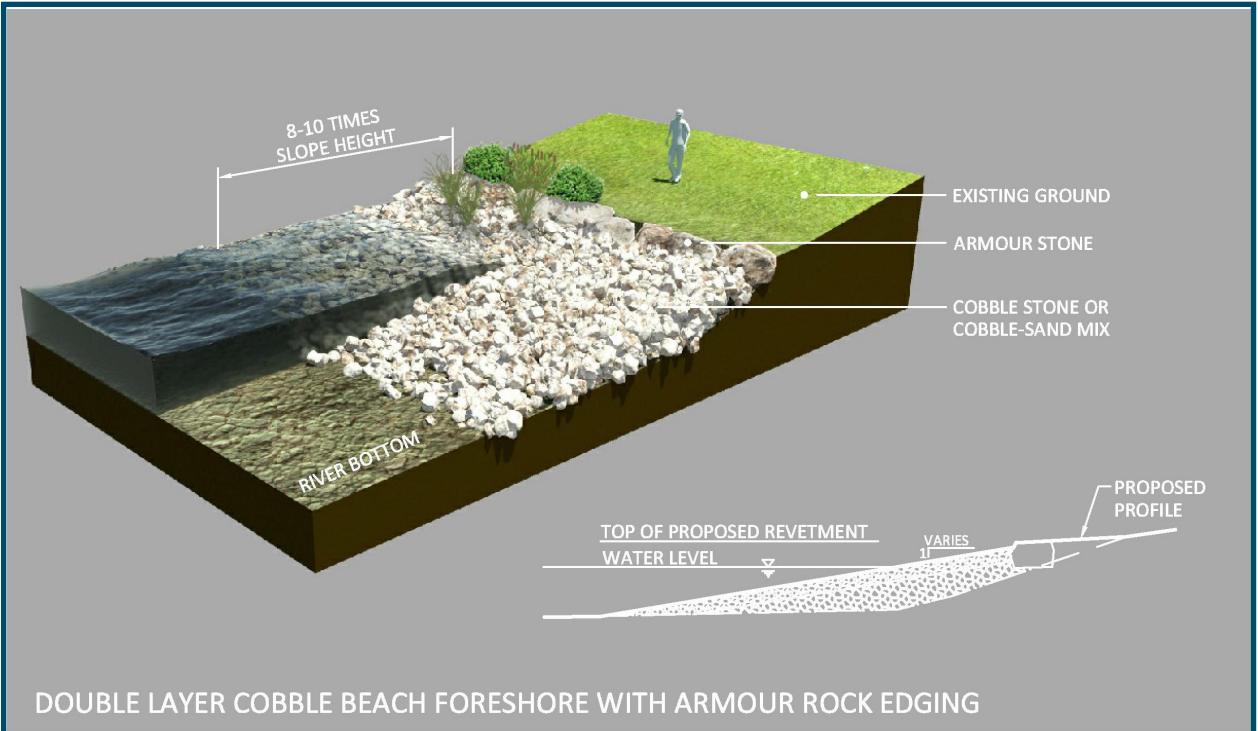 8-10 TIMES
SLOPE HEIGHT
EXISTING GROUND
ARMOUR STONE
COBBLE STONE OR
COBBLE-SAND MIX
RIVER BOTTOM
PROPOSED
PROFILE
TOP OF PROPOSED REVETMENT
VARIES
1
WATER LEVEL
DOUBLE LAYER COBBLE BEACH FORESHORE WITH ARMOUR ROCK EDGING